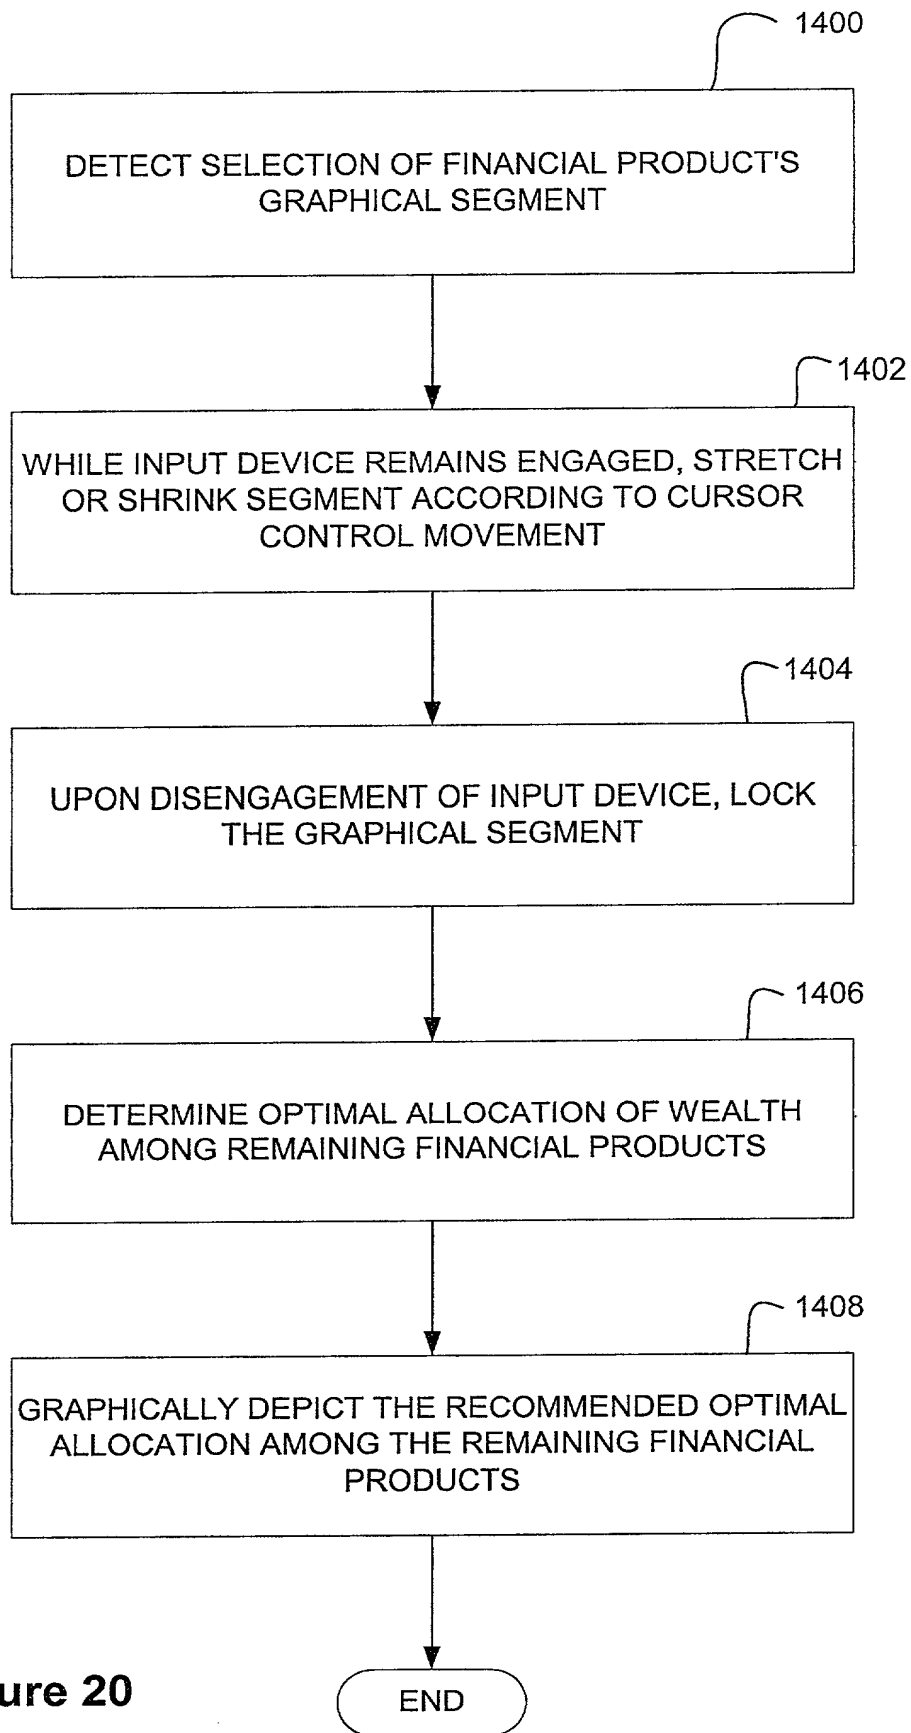 1400
DETECT SELECTION OF FINANCIAL PRODUCT'S
GRAPHICAL SEGMENT
1402
WHILE INPUT DEVICE REMAINS ENGAGED, STRETCH
OR SHRINK SEGMENT ACCORDING TO CURSOR
CONTROL MOVEMENT
1404
UPON DISENGAGEMENT OF INPUT DEVICE, LOCK
THE GRAPHICAL SEGMENT
1406
DETERMINE OPTIMAL ALLOCATION OF WEALTH
AMONG REMAINING FINANCIAL PRODUCTS
1408
GRAPHICALLY DEPICT THE RECOMMENDED OPTIMAL
ALLOCATION AMONG THE REMAINING FINANCIAL
PRODUCTS
ure 20
END